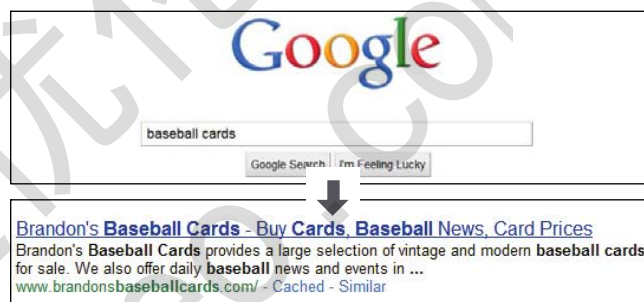 Google
baseball cards
Google Search I'm Feeling Lucky
Brandon's Baseball Cards - Buy Cards, Baseball News, Card Prices
Brandon's Baseball Cards provides a large selection of vintage and modern baseball cards
for sale. We also offer daily baseball news and events in ...
www.brandonsbaseballcards.com/ - Cached - Similar